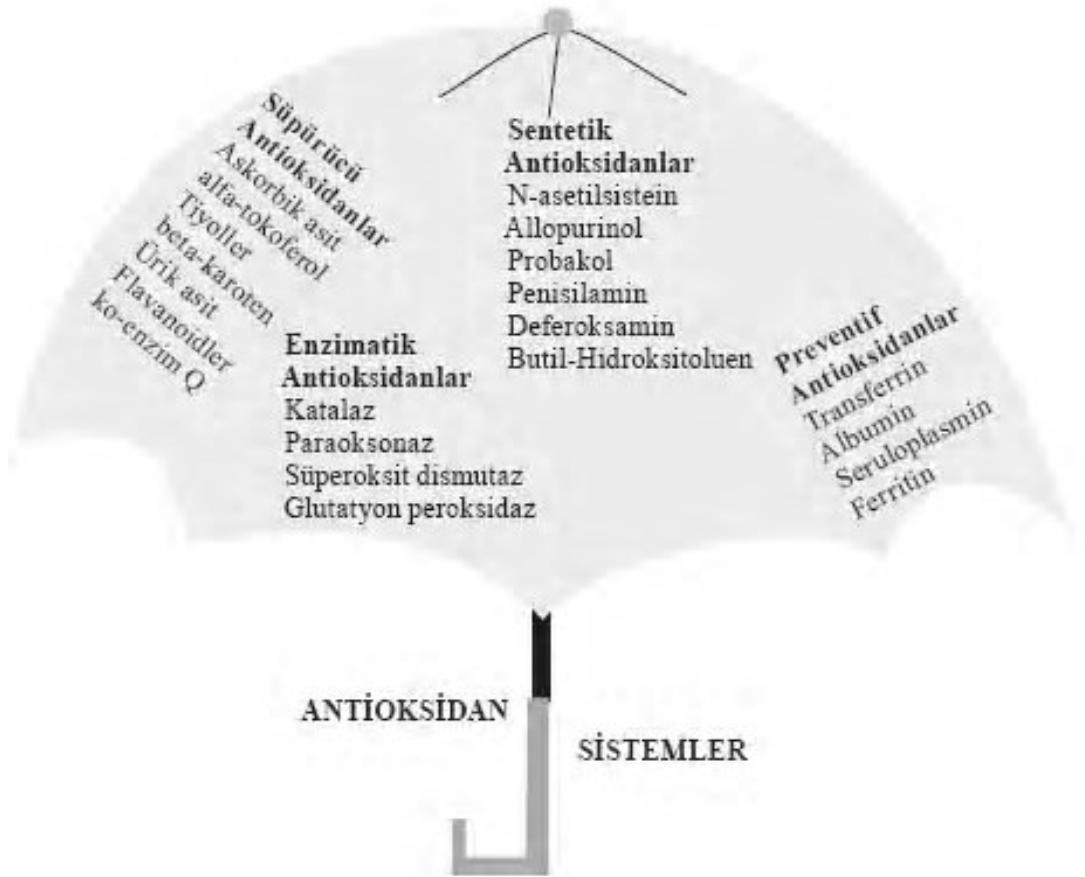 Süpürücü
Antioksidanlar
Askorbik asit
alfa-tokoferol
Tiyoller
beta-karoten
Ürik asit
Flavanoidler
ko-enzim Q
Enzimatik
Antioksidanlar
Katalaz
Paraoksonaz
Süperoksit dismutaz
Glutatyon peroksidaz
Sentetik
Antioksidanlar
N-asetilsistein
Allopurinol
Probakol
Penisilamin
Deferoksamin
Butil-Hidroksitoluen
Preventif
Antioksidanlar
Transferrin
Albumin
Seruloplasmin
Ferritin
ANTİOKSİDAN
SİSTEMLER